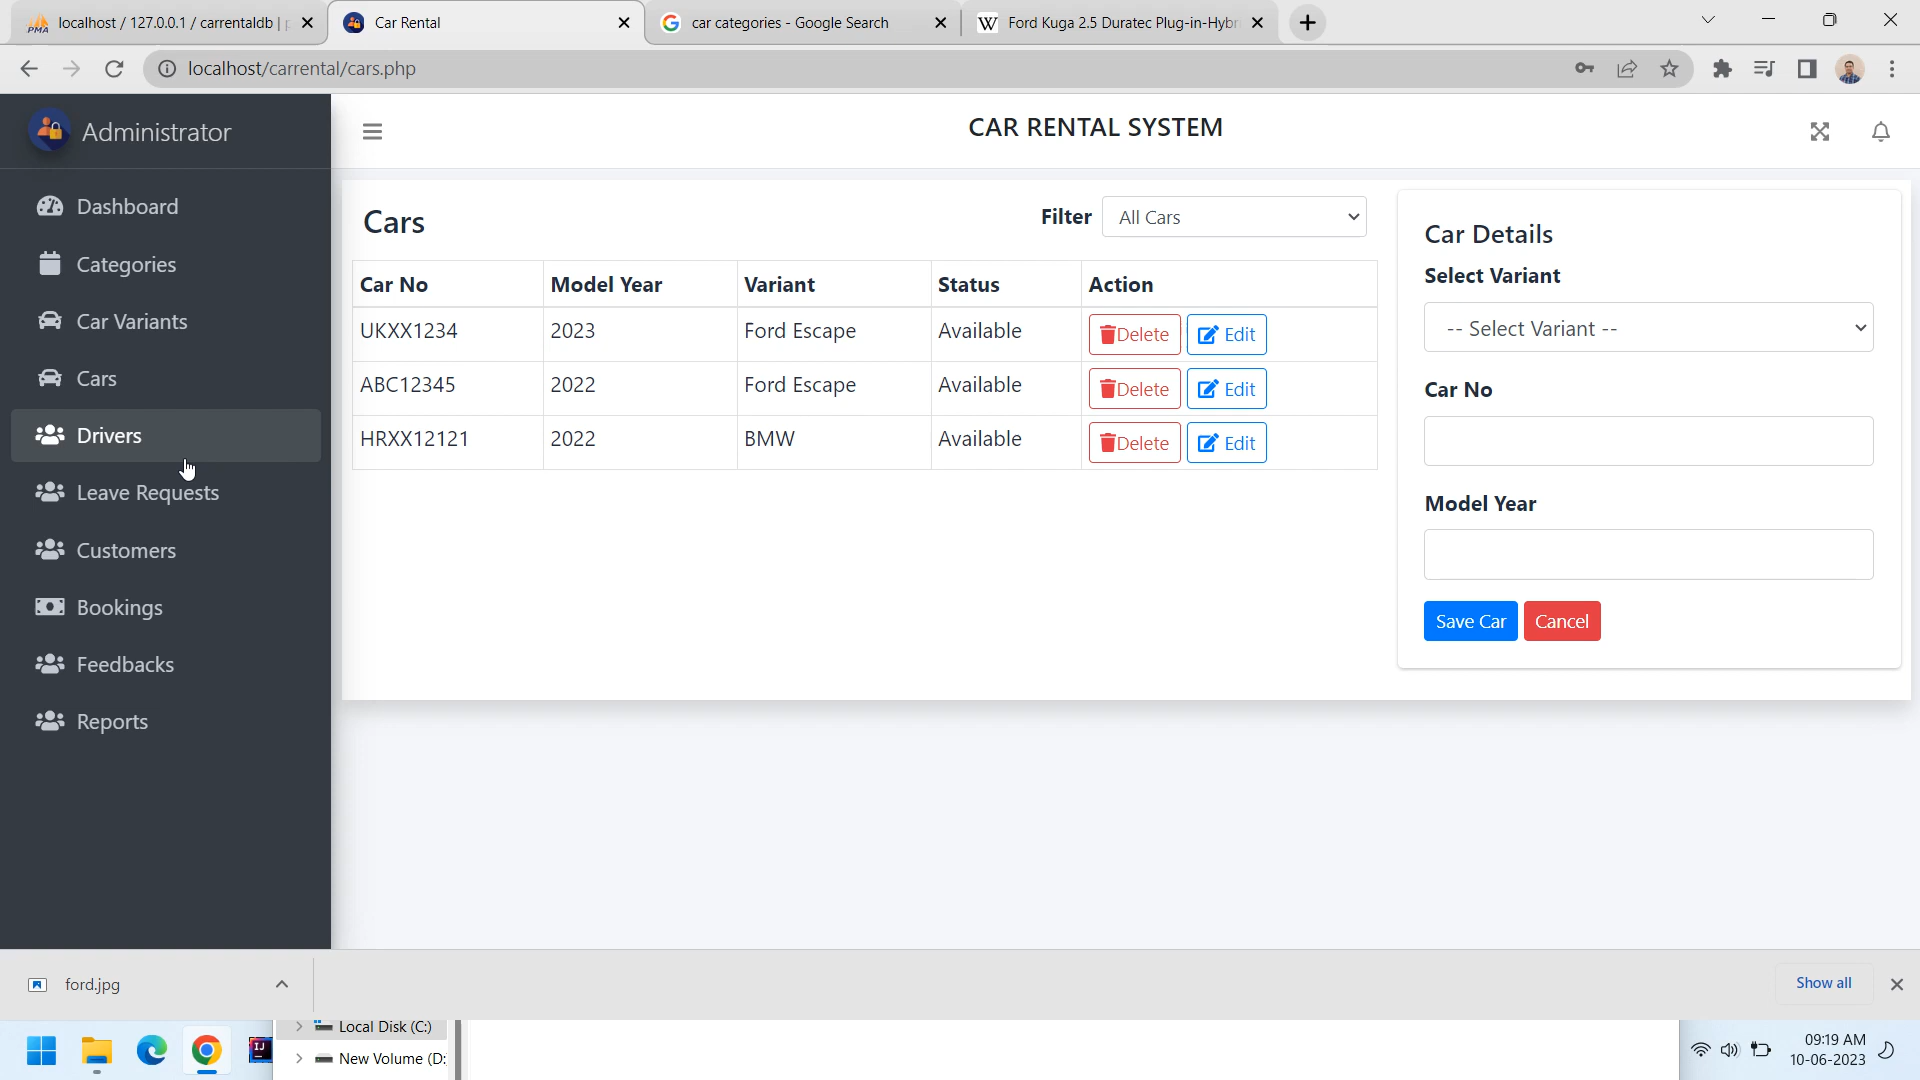 localhost / 127.0.0.1 / carrentaldb |
Car Rental
car categories - Google Search
Ford Kuga 2.5 Duratec Plug-in-Hybr
localhost/carrental/cars.php
Administrator
CAR RENTAL SYSTEM
Dashboard
Categories
Car Variants
Cars
Drivers
Leave Requests
Customers
Bookings
Feedbacks
Reports
Cars
Filter All Cars
Car No Model Year Variant Status Action
UKXX1234 2023 Ford Escape Available Delete Edit
ABC12345 2022 Ford Escape Available Delete Edit
HRXX12121 2022 BMW Available Delete Edit
Car Details
Select Variant
-- Select Variant --
Car No
Model Year
Save Car Cancel
ford.jpg
Show all
Local Disk (C:)
New Volume (D:
09:19 AM
10-06-2023